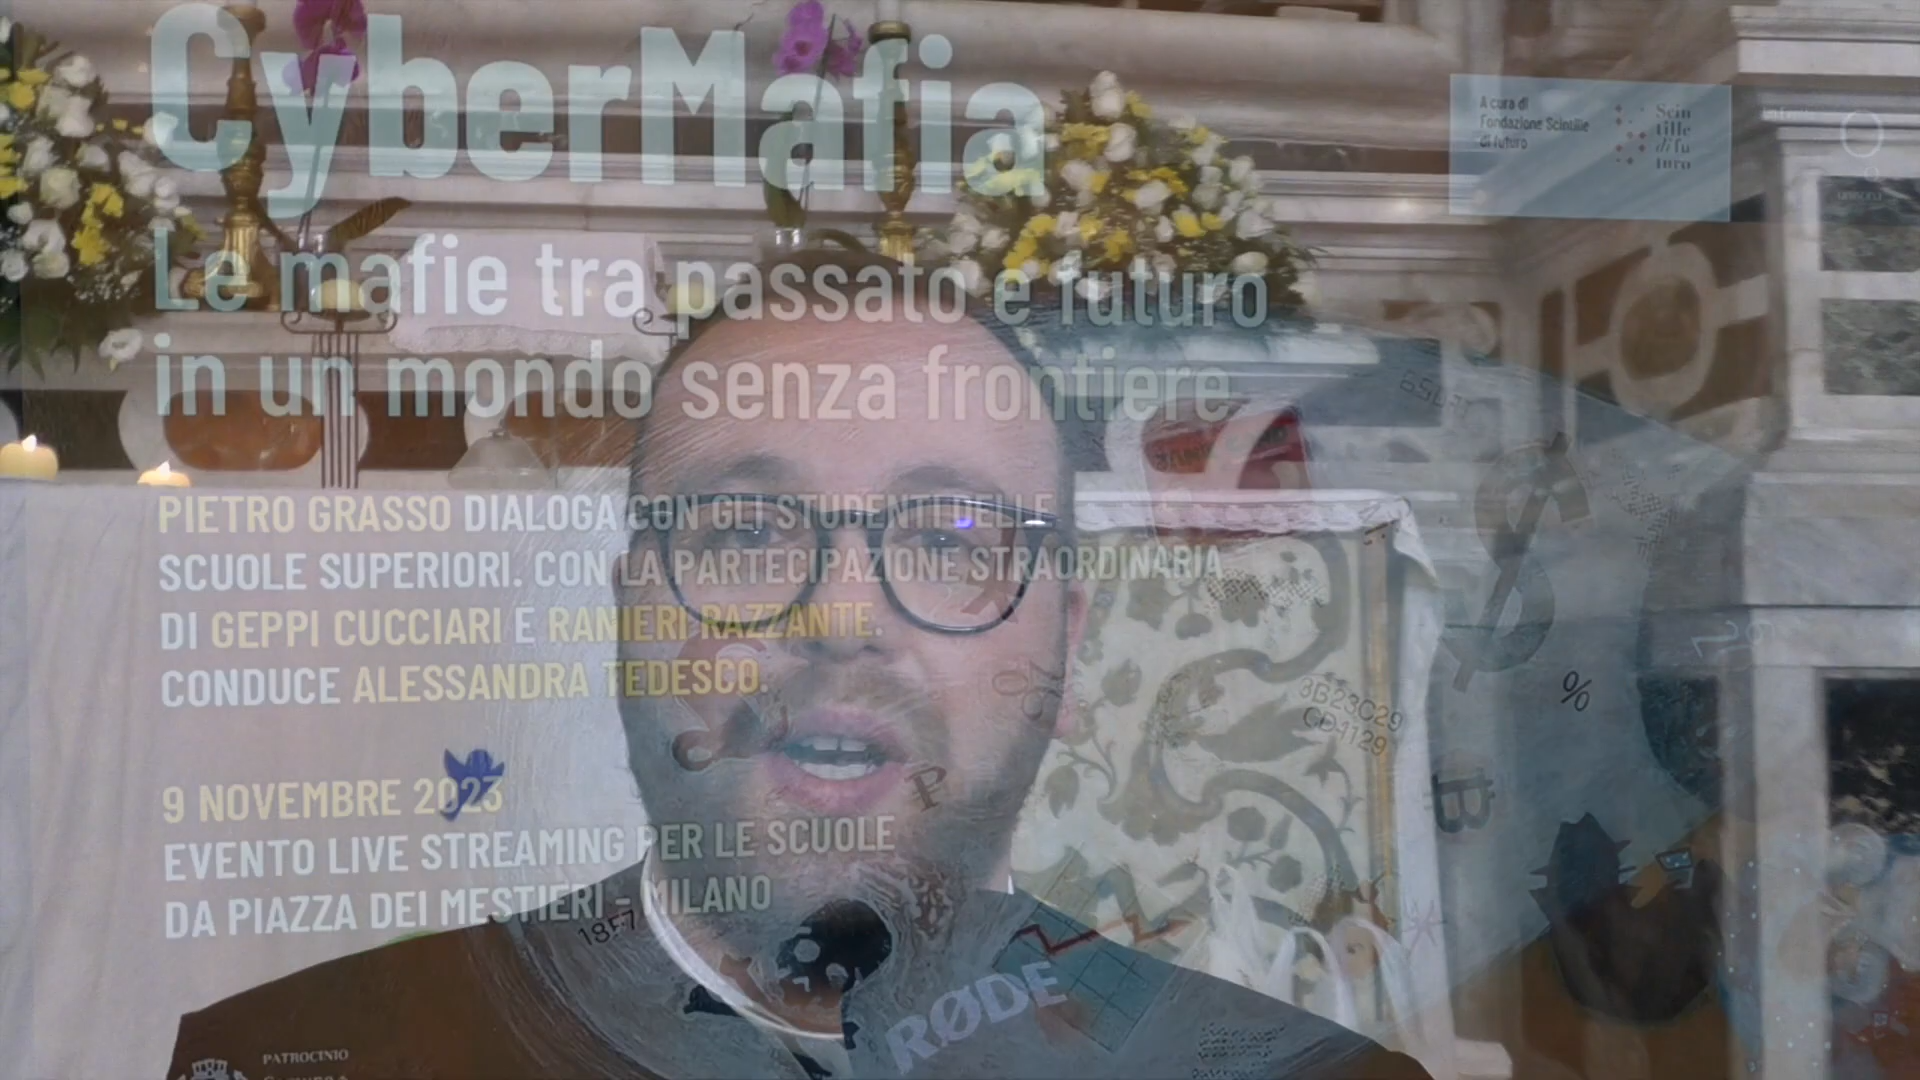 CyberMafia
Le mafie tra passato e futuro
in un mondo senza frontiere
A cura di
Fondazione Scintille
di futuro
Scin
tille
di fu
turo
PIETRO GRASSO DIALOGA CON GLI STUDENTI DELLE
SCUOLE SUPERIORI. CON LA PARTECIPAZIONE STRAORDINARIA
DI GEPPI CUCCIARI E RANIERI RAZZANTE.
CONDUCE ALESSANDRA TEDESCO.
9 NOVEMBRE 2023
EVENTO LIVE STREAMING PER LE SCUOLE
DA PIAZZA DEI MESTIERI - MILANO
3B23C29
CD4129
%
P
1857
RØDE
PATROCINIO